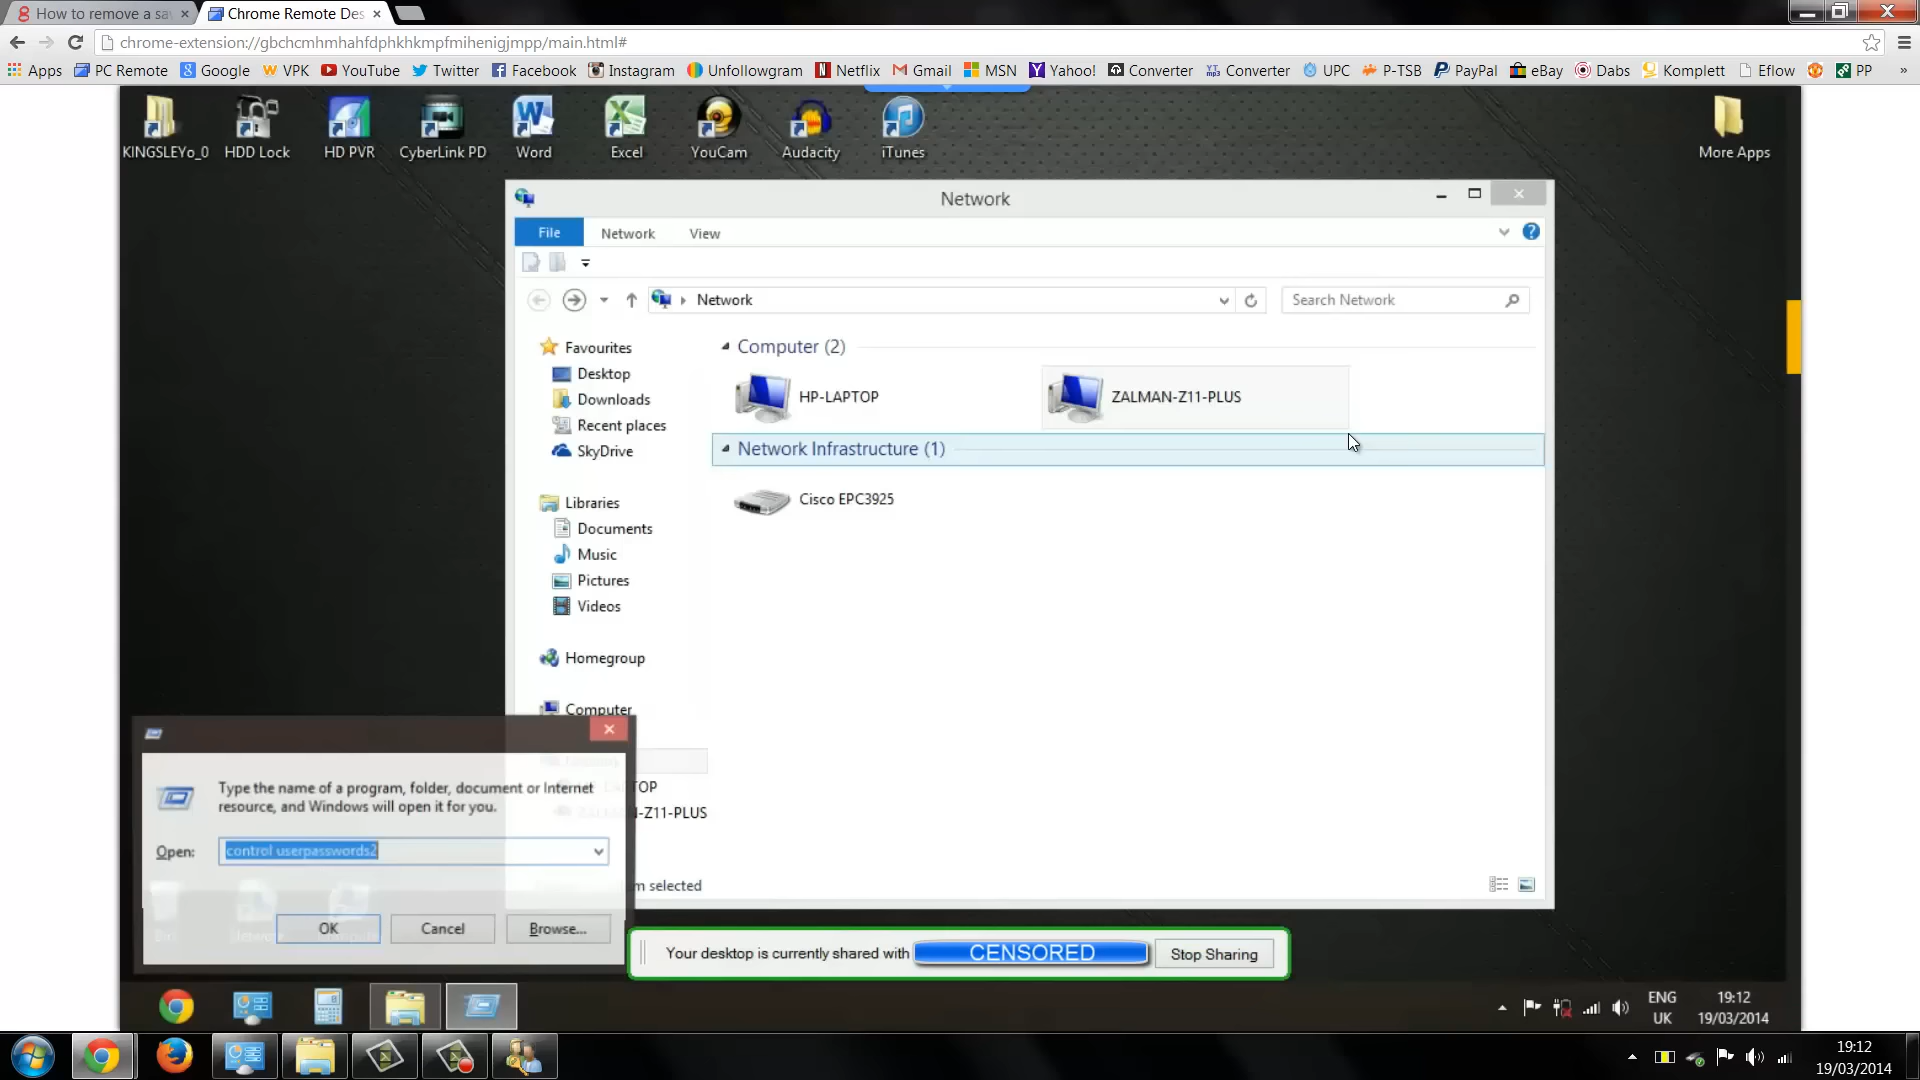 How to remove a sa
Chrome Remote Des
chrome-extension://gbchcmhmhahfdphkhkmpfmihenigjmpp/main.html#
Apps PC Remote Google VPK YouTube Twitter Facebook Instagram Unfollowgram Netflix Gmail MSN Yahoo! Converter Converter UPC P-TSB PayPal eBay Dabs Komplett Eflow PP »
KINGSLEYo_0 HDD Lock HD PVR CyberLink PD Word Excel YouCam Audacity iTunes More Apps
Network
File Network View
Network
Search Network
Favourites
Desktop
Downloads
Recent places
SkyDrive
Libraries
Documents
Music
Pictures
Videos
Homegroup
Computer
Computer (2)
HP-LAPTOP
ZALMAN-Z11-PLUS
Network Infrastructure (1)
Cisco EPC3925
TOP
-Z11-PLUS
selected
Type the name of a program, folder, document or Internet
resource, and Windows will open it for you.
Open: control userpasswords2
OK Cancel Browse...
Your desktop is currently shared with CENSORED Stop Sharing
ENG
UK
19:12
19/03/2014
19:12
19/03/2014